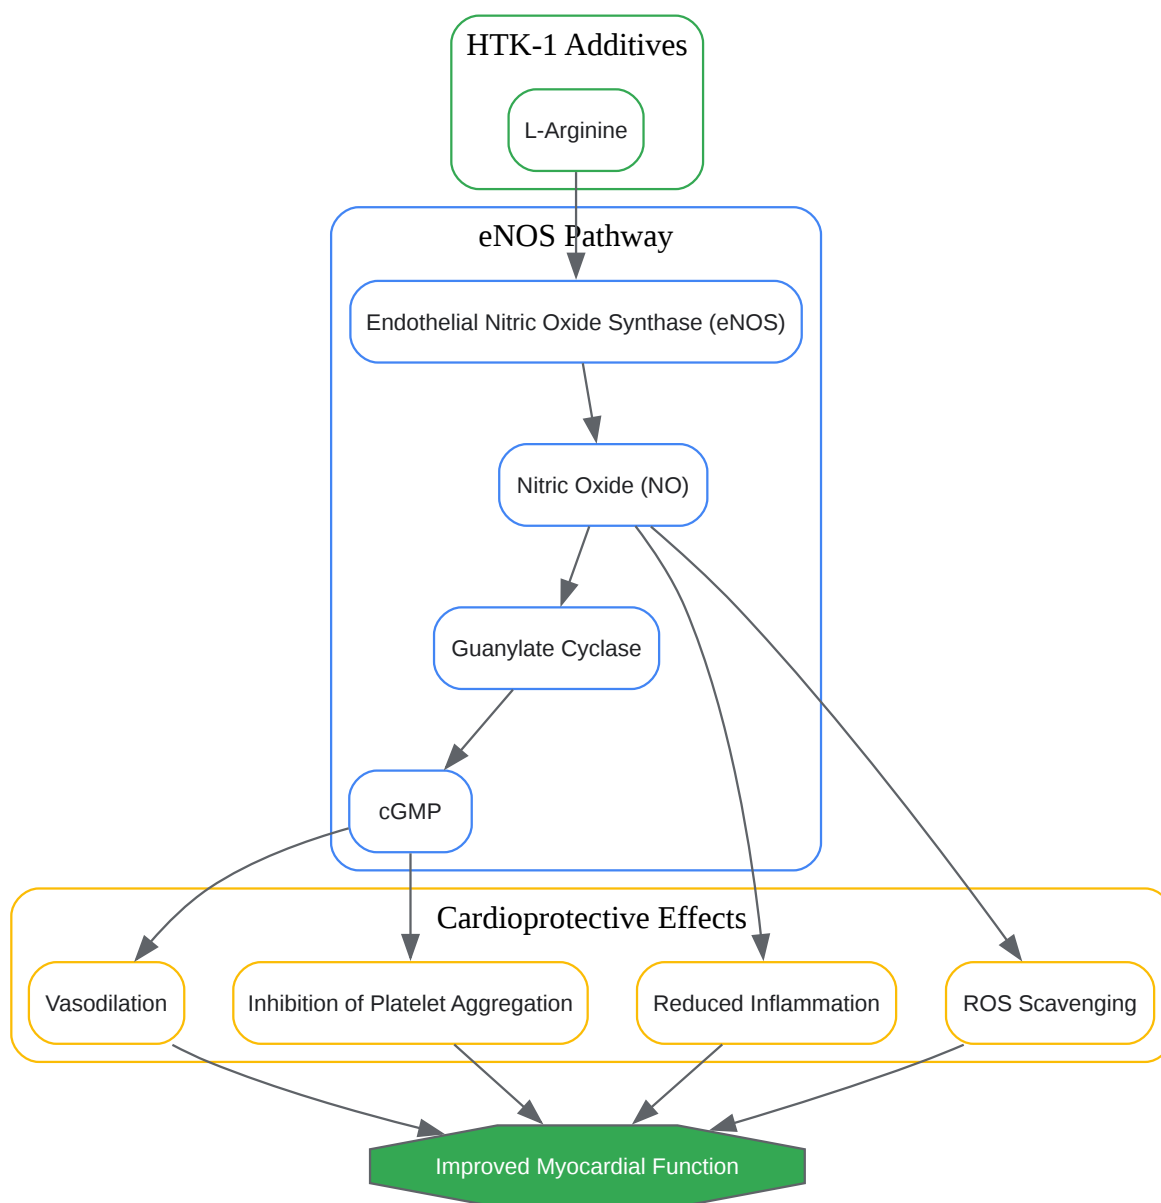 HTK-1 Additives
L-Arginine
eNOS Pathway
Endothelial Nitric Oxide Synthase (eNOS)
Nitric Oxide (NO)
Guanylate Cyclase
cGMP
Cardioprotective Effects
Vasodilation
Inhibition of Platelet Aggregation
Reduced Inflammation
ROS Scavenging
Improved Myocardial Function